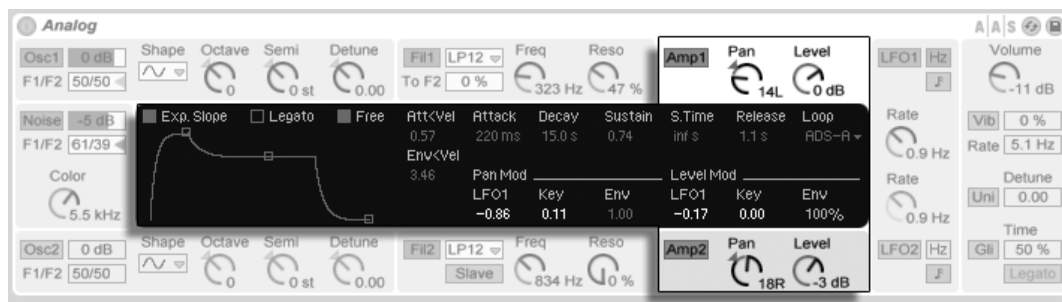 Analog
A|A|S
Osc1 0 dB Shape Octave Semi Detune Fil1 LP12 Freq Reso Amp1 Pan Level LFO1 Hz Volume
F1/F2 50/50 0 0 st 0.00 To F2 0 % 323 Hz 47 % 14L 0 dB -11 dB
Noise -5 dB Exp. Slope Legato Free Att<Vel Attack Decay Sustain S.Time Release Loop Rate Vib 0 %
0.57 220 ms 15.0 s 0.74 inf s 1.1 s ADS-A
F1/F2 61/39 Env<Vel 0.9 Hz Rate 5.1 Hz
Color 3.46 Pan Mod Level Mod Rate Detune
LFO1 Key Env LFO1 Key Env Uni 0.00
5.5 kHz -0.86 0.11 1.00 -0.17 0.00 100% 0.9 Hz
Time
Osc2 0 dB Shape Octave Semi Detune Fil2 LP12 Freq Reso Amp2 Pan Level LFO2 Hz Gli 50 %
F1/F2 50/50 0 0 st 0.00 Slave 834 Hz 0 % 18R -3 dB Legato